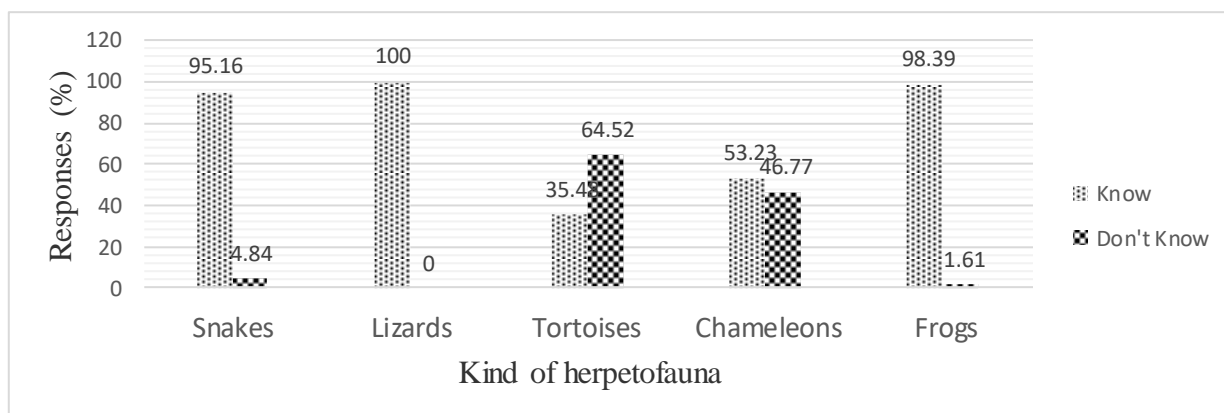 Responses (%)
120
100
80
60
40
20
0
95.16
4.84
100
0
35.48
64.52
53.23
46.77
98.39
1.61
Snakes
Lizards
Tortoises
Chameleons
Frogs
Kind of herpetofauna
Know
Don't Know